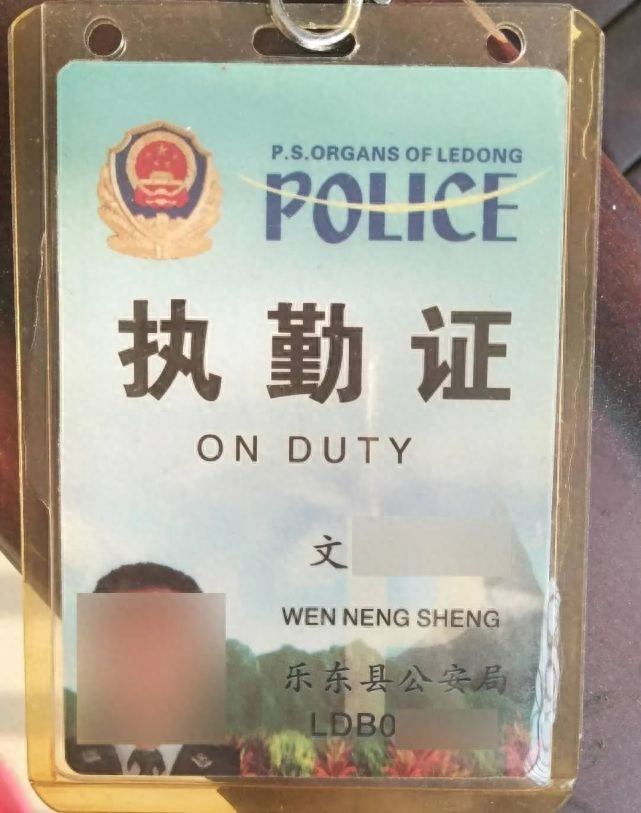 P.S.ORGANS OF LEDONG
POLICE
执勤证
ON DUTY
文
WEN NENG SHENG
乐东县公安局
LDB0